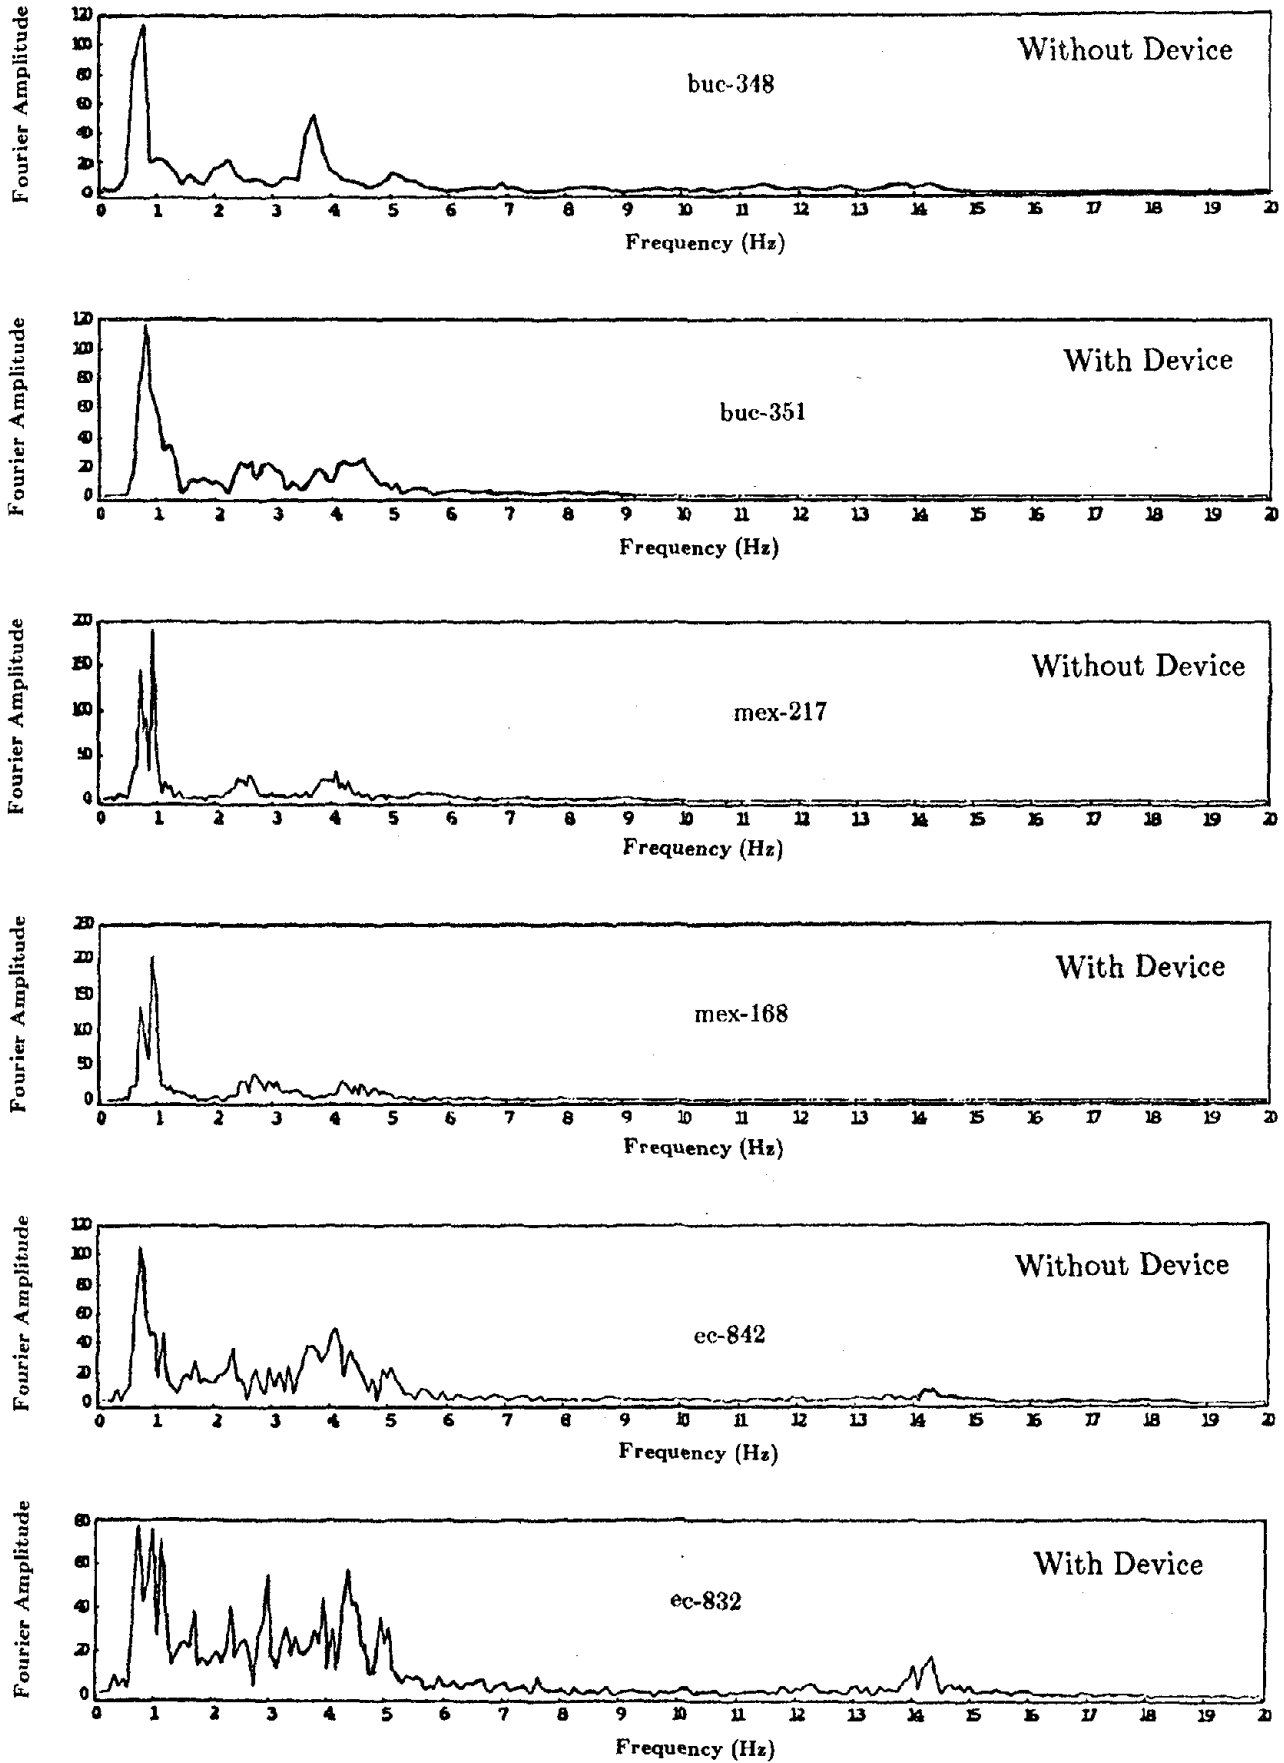 Fourier Amplitude
120
100
80
60
40
20
0
Without Device
buc-348
0 1 2 3 4 5 6 7 8 9 10 11 12 13 14 15 16 17 18 19 20
Frequency (Hz)
Fourier Amplitude
120
100
80
60
40
20
0
With Device
buc-351
0 1 2 3 4 5 6 7 8 9 10 11 12 13 14 15 16 17 18 19 20
Frequency (Hz)
Fourier Amplitude
200
150
100
50
0
Without Device
mex-217
0 1 2 3 4 5 6 7 8 9 10 11 12 13 14 15 16 17 18 19 20
Frequency (Hz)
Fourier Amplitude
250
200
150
100
50
0
With Device
mex-168
0 1 2 3 4 5 6 7 8 9 10 11 12 13 14 15 16 17 18 19 20
Frequency (Hz)
Fourier Amplitude
120
100
80
60
40
20
0
Without Device
ec-842
0 1 2 3 4 5 6 7 8 9 10 11 12 13 14 15 16 17 18 19 20
Frequency (Hz)
Fourier Amplitude
80
60
40
20
0
With Device
ec-832
0 1 2 3 4 5 6 7 8 9 10 11 12 13 14 15 16 17 18 19 20
Frequency (Hz)